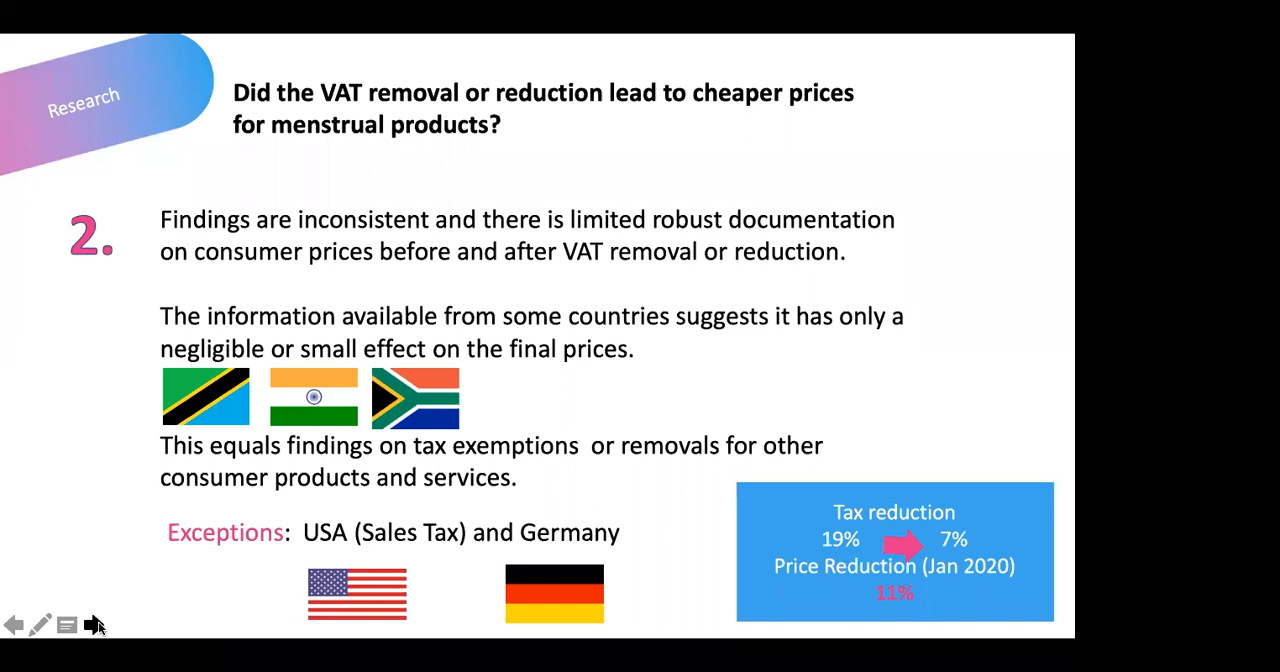 Research
Did the VAT removal or reduction lead to cheaper prices
for menstrual products?
2.
Findings are inconsistent and there is limited robust documentation
on consumer prices before and after VAT removal or reduction.
The information available from some countries suggests it has only a
negligible or small effect on the final prices.
This equals findings on tax exemptions  or removals for other
consumer products and services.
Exceptions:  USA (Sales Tax) and Germany
Tax reduction
19% 7%
Price Reduction (Jan 2020)
11%